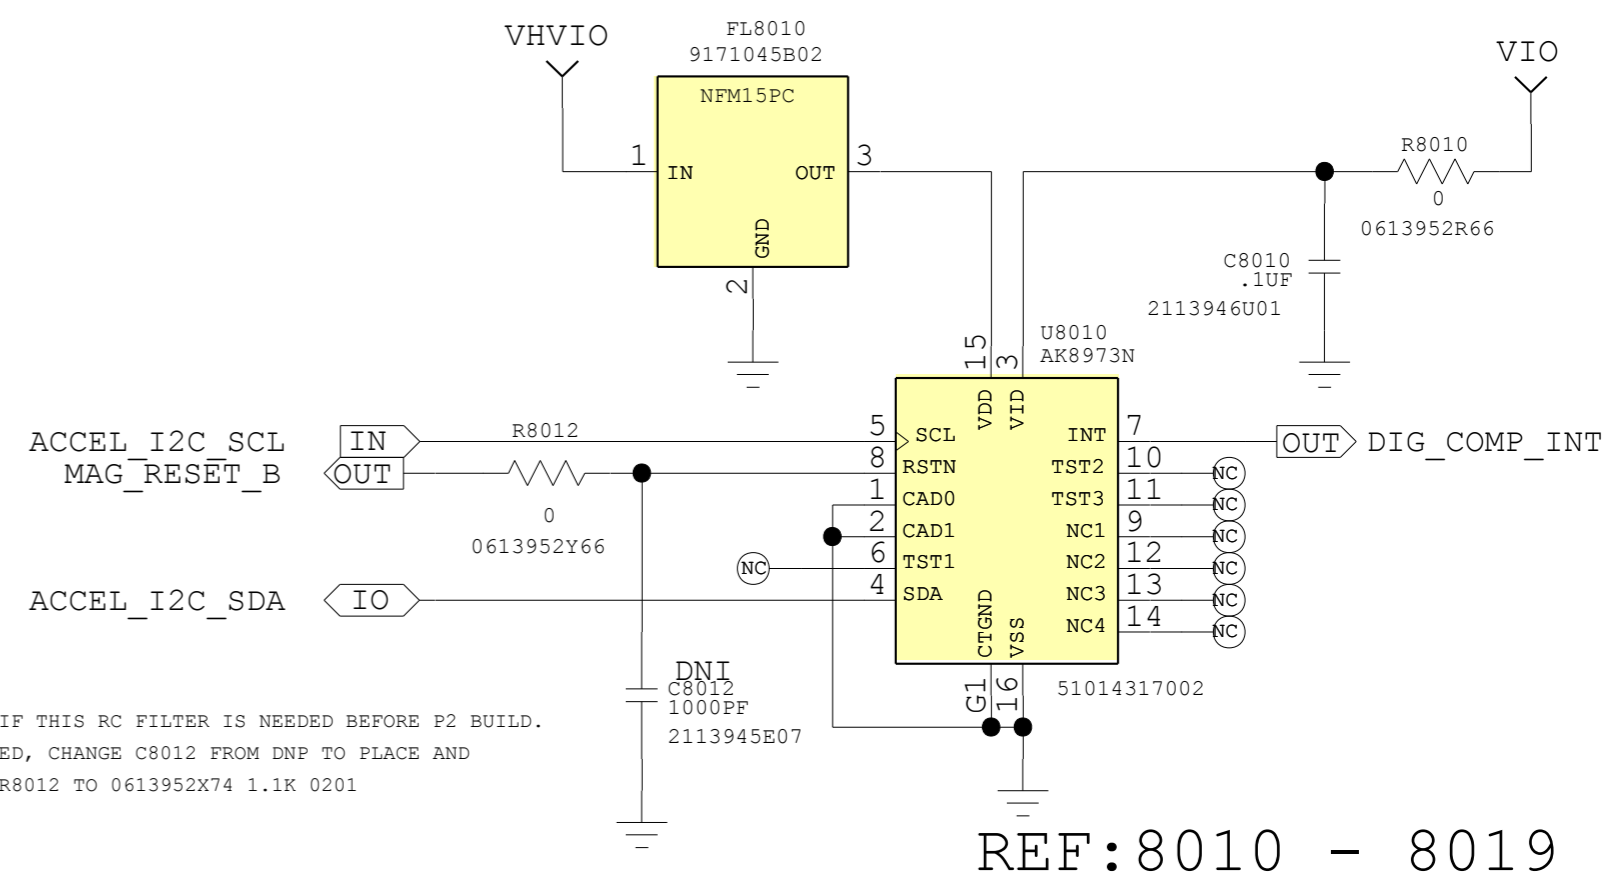 VHVIO
FL8010
9171045B02
NFM15PC
1
IN
OUT
3
GND
2
VIO
R8010
0
0613952R66
C8010
.1UF
2113946U01
U8010
AK8973N
15
3
VDD
VID
ACCEL_I2C_SCL
IN
5
SCL
MAG_RESET_B
OUT
R8012
0
0613952Y66
8
RSTN
1
CAD0
2
CAD1
NC
6
TST1
ACCEL_I2C_SDA
IO
4
SDA
INT
7
OUT
DIG_COMP_INT
TST2
10
NC
TST3
11
NC
NC1
9
NC
NC2
12
NC
NC3
13
NC
NC4
14
NC
CTGND
VSS
G1
16
51014317002
DNI
C8012
1000PF
2113945E07
IF THIS RC FILTER IS NEEDED BEFORE P2 BUILD.
ED, CHANGE C8012 FROM DNP TO PLACE AND
R8012 TO 0613952X74 1.1K 0201
REF:8010 - 8019